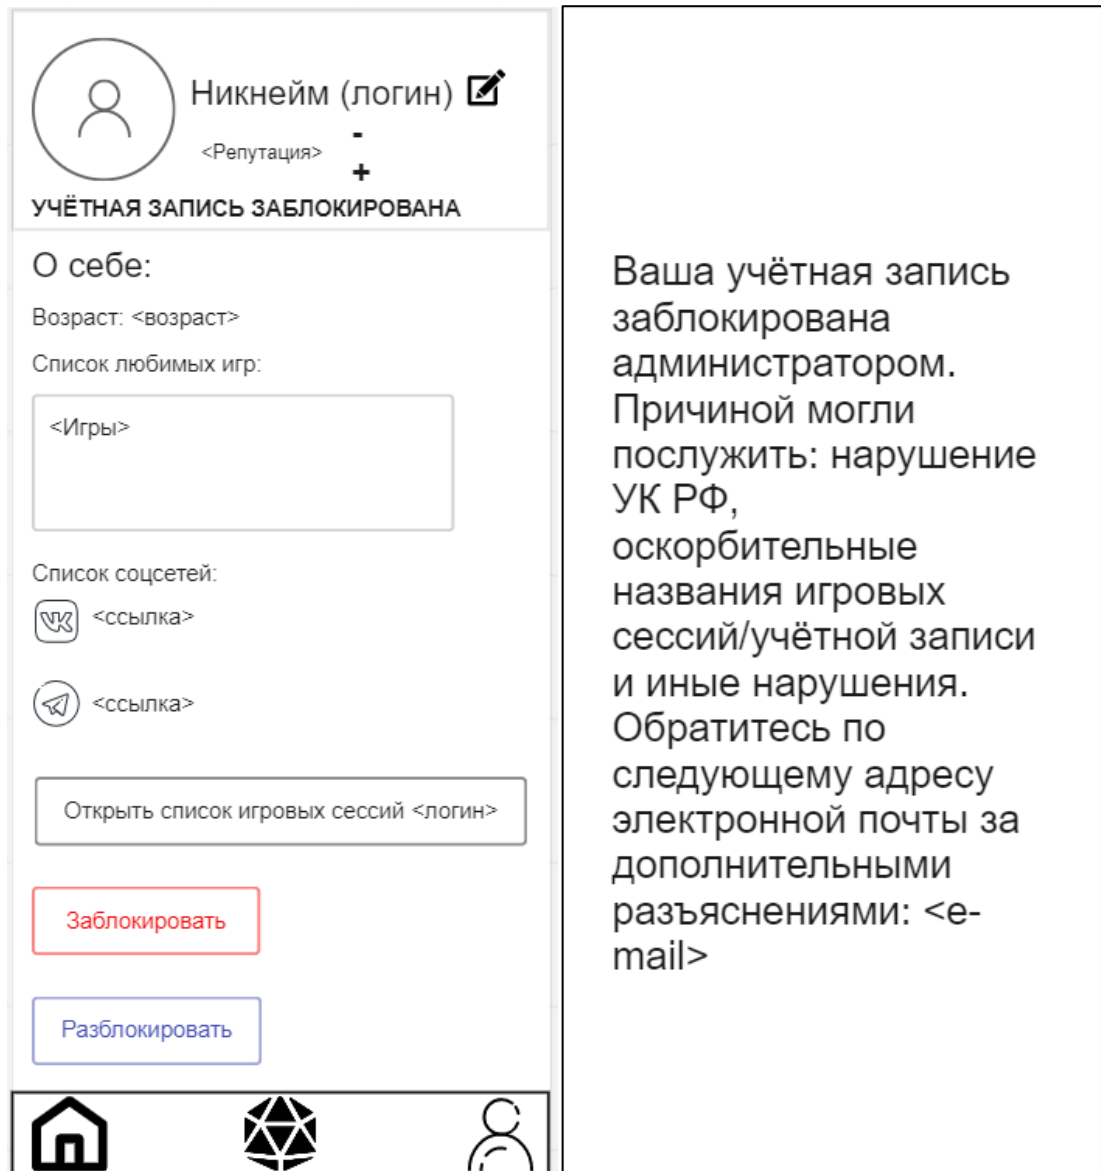 Никнейм (логин)
<Репутация>
-
+
УЧЁТНАЯ ЗАПИСЬ ЗАБЛОКИРОВАНА
О себе:
Возраст: <возраст>
Список любимых игр:
<Игры>
Список соцсетей:
<ссылка>
<ссылка>
Открыть список игровых сессий <логин>
Заблокировать
Разблокировать
Ваша учётная запись
заблокирована
администратором.
Причиной могли
послужить: нарушение
УК РФ,
оскорбительные
названия игровых
сессий/учётной записи
и иные нарушения.
Обратитесь по
следующему адресу
электронной почты за
дополнительными
разъяснениями: <e-
mail>